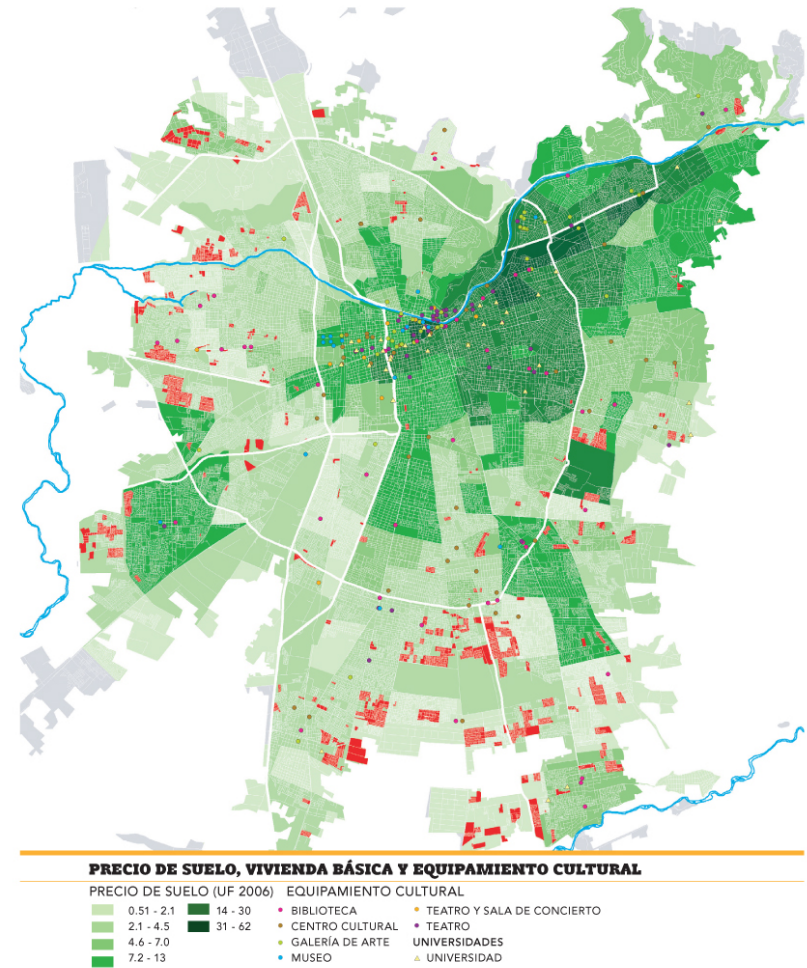 PRECIO DE SUELO, VIVIENDA BÁSICA Y EQUIPAMIENTO CULTURAL
PRECIO DE SUELO (UF 2006) EQUIPAMIENTO CULTURAL
0.51 - 2.1 14 - 30 BIBLIOTECA TEATRO Y SALA DE CONCIERTO
2.1 - 4.5 31 - 62 CENTRO CULTURAL TEATRO
4.6 - 7.0 GALERÍA DE ARTE UNIVERSIDADES
7.2 - 13 MUSEO UNIVERSIDAD